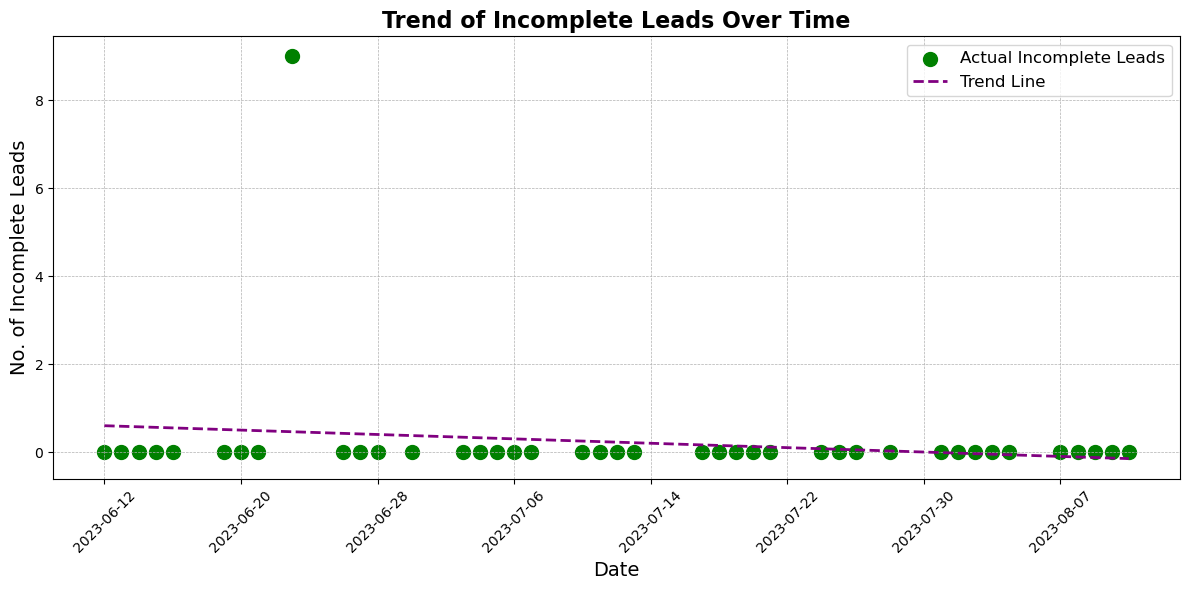 Trend of Incomplete Leads Over Time
Actual Incomplete Leads
Trend Line
No. of Incomplete Leads
8
6
4
2
0
2023-06-12
2023-06-20
2023-06-28
2023-07-06
2023-07-14
2023-07-22
2023-07-30
2023-08-07
Date